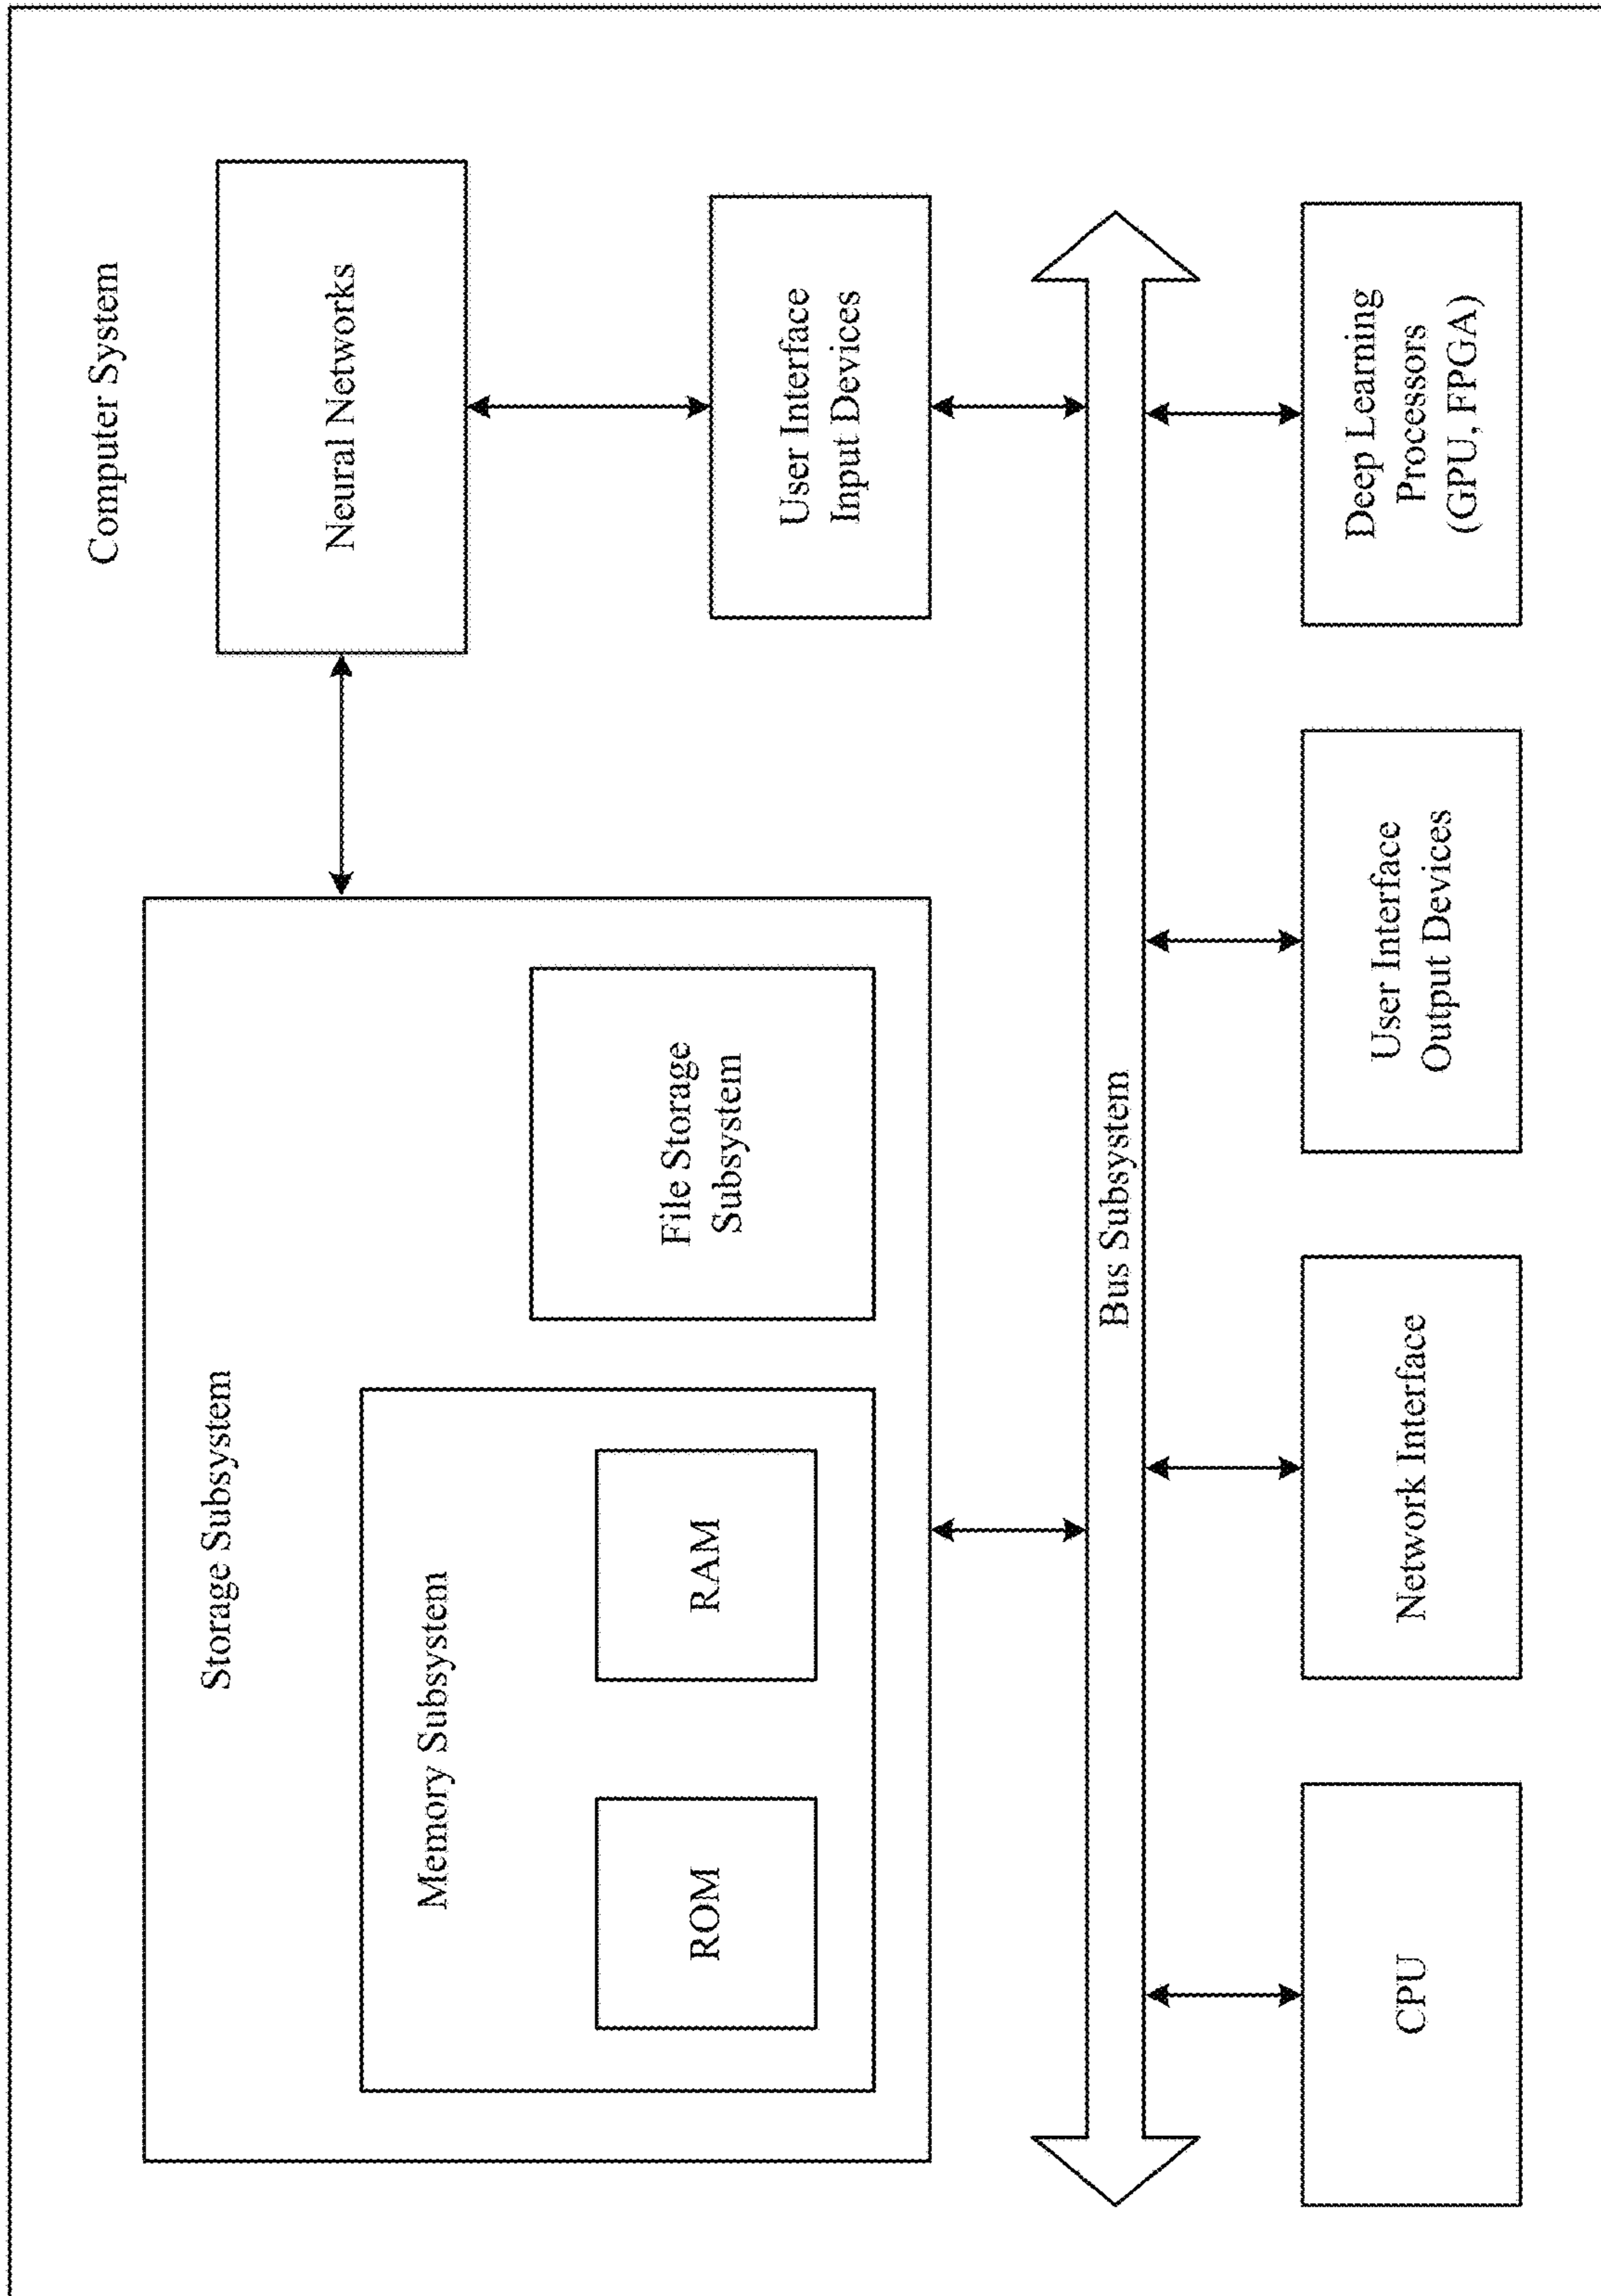 Computer System
Storage Subsystem
Neural Networks
Memory Subsystem
ROM
RAM
File Storage
Subsystem
User Interface
Input Devices
Bus Subsystem
CPU
Network Interface
User Interface
Output Devices
Deep Learning
Processors
(GPU, FPGA)